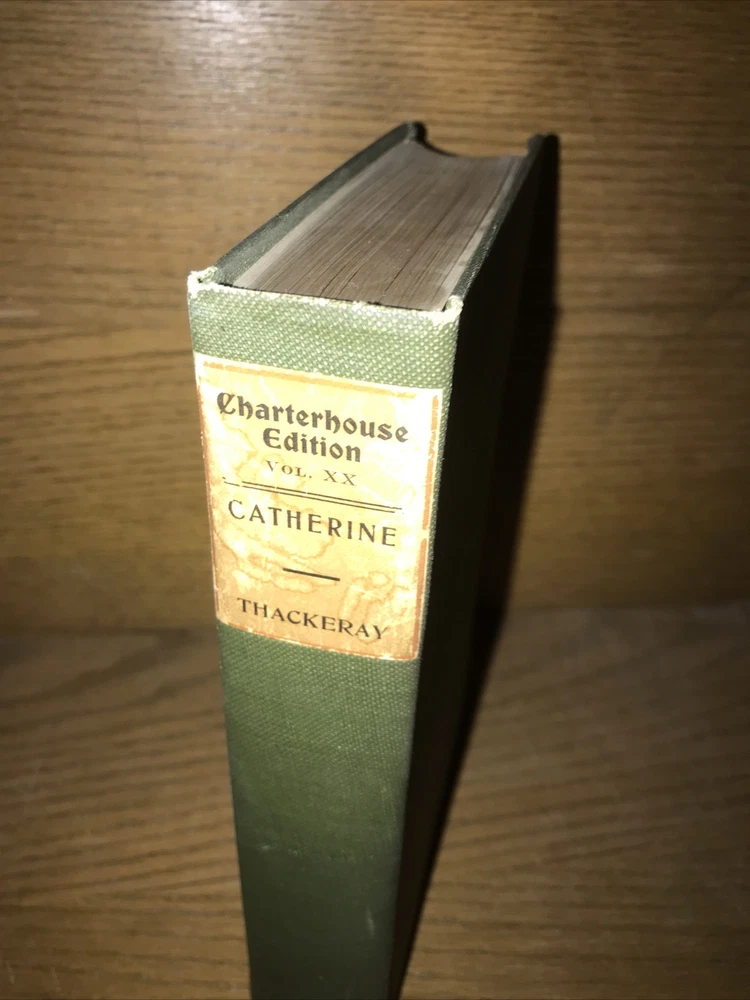 Charterhouse
Edition
VOL. XX
CATHERINE
THACKERAY